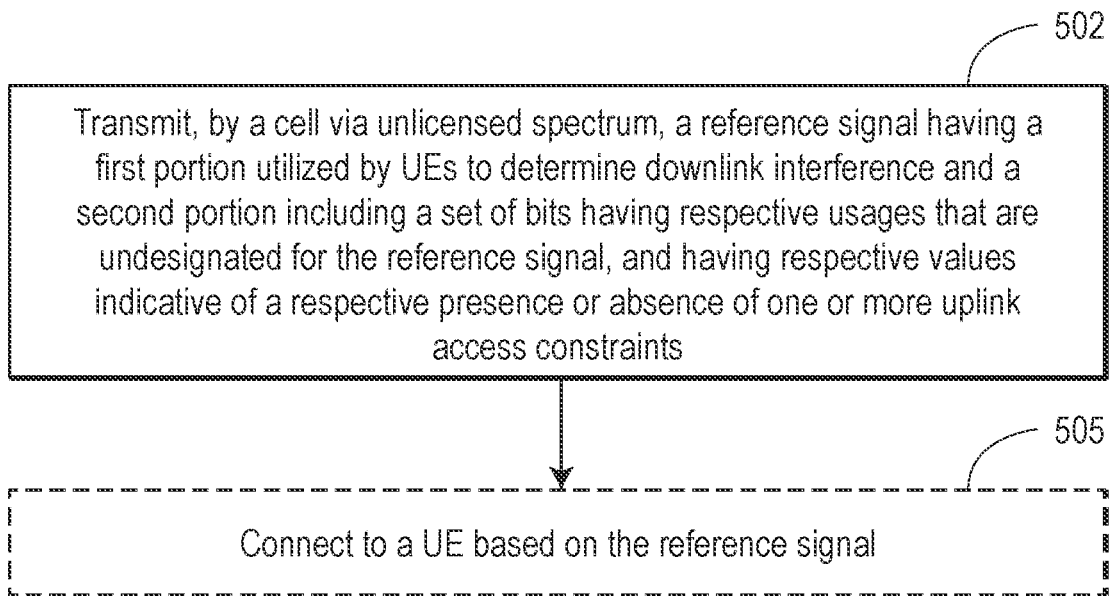 502
Transmit, by a cell via unlicensed spectrum, a reference signal having a
first portion utilized by UEs to determine downlink interference and a
second portion including a set of bits having respective usages that are
undesignated for the reference signal, and having respective values
indicative of a respective presence or absence of one or more uplink
access constraints
505
Connect to a UE based on the reference signal